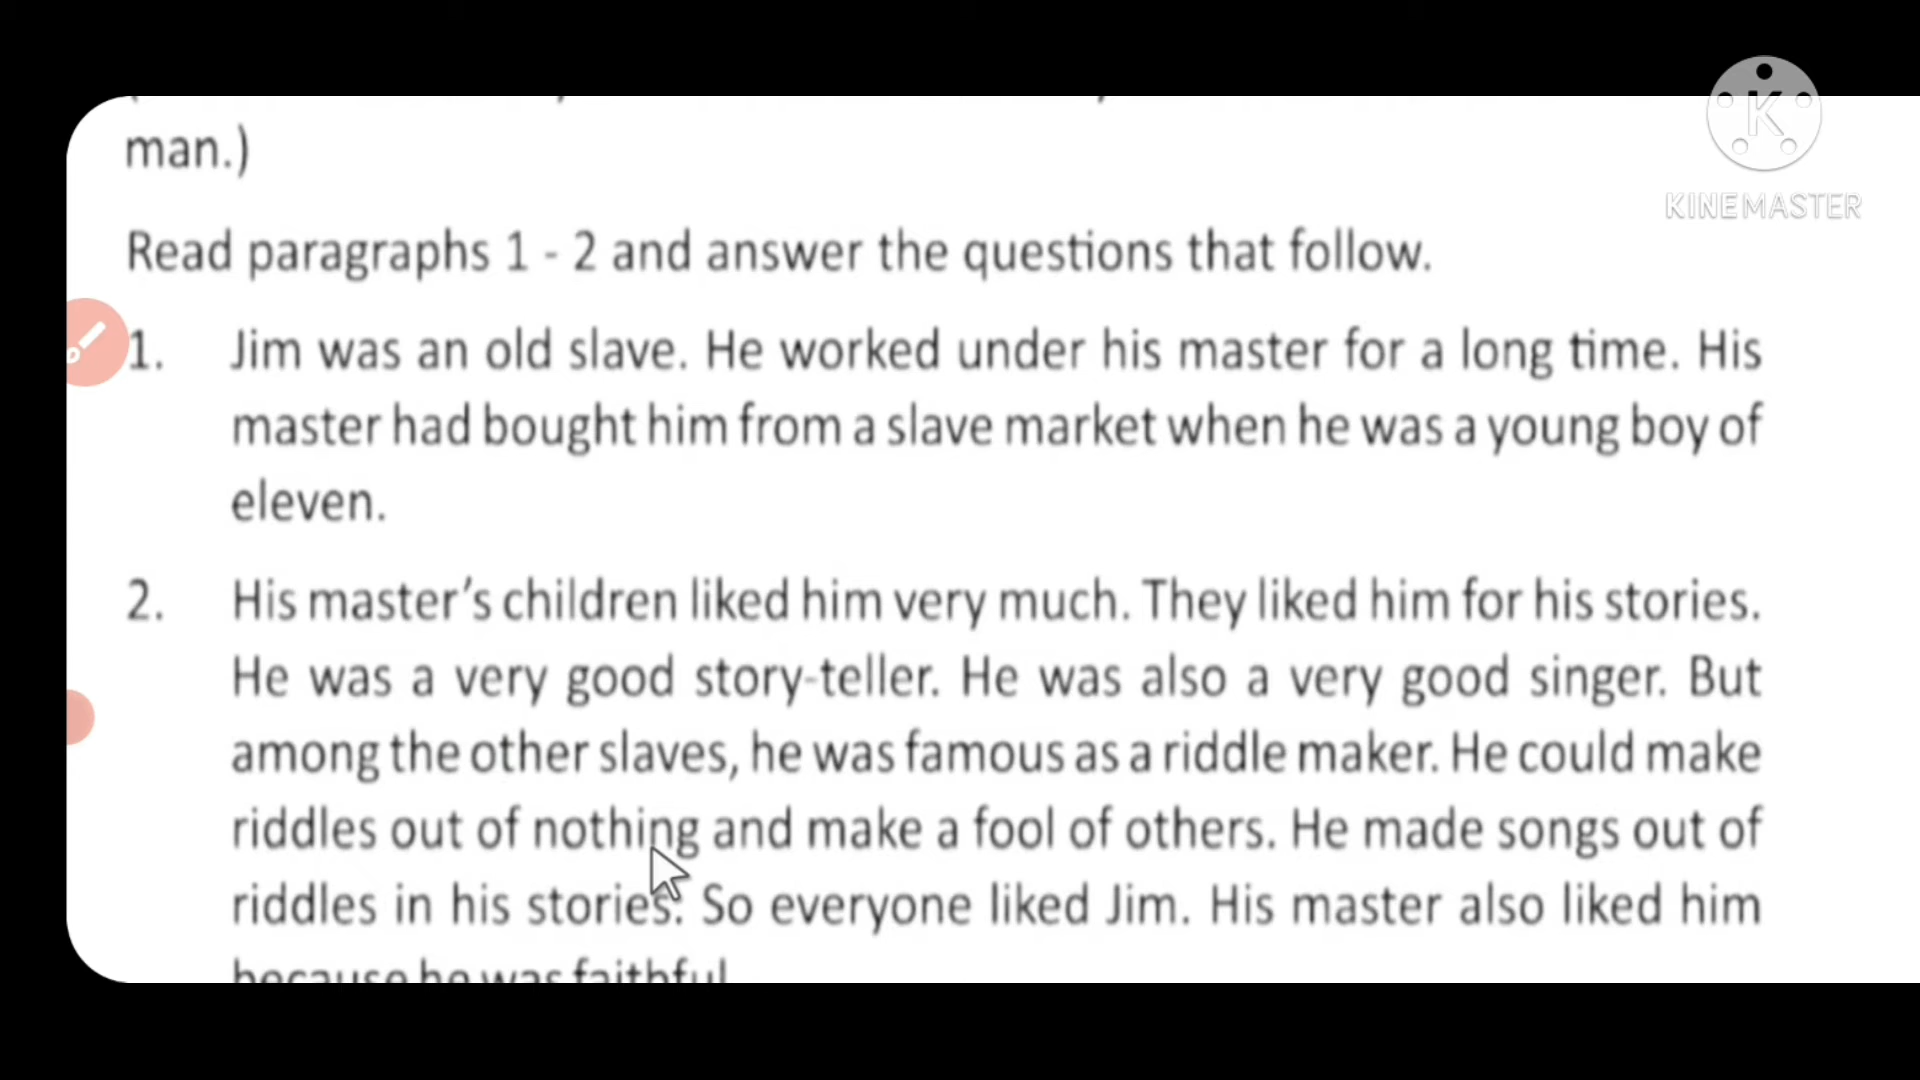 man.)
KINEMASTER
Read paragraphs 1 - 2 and answer the questions that follow.
1. Jim was an old slave. He worked under his master for a long time. His
master had bought him from a slave market when he was a young boy of
eleven.
2. His master’s children liked him very much. They liked him for his stories.
He was a very good story-teller. He was also a very good singer. But
among the other slaves, he was famous as a riddle maker. He could make
riddles out of nothing and make a fool of others. He made songs out of
riddles in his stories. So everyone liked Jim. His master also liked him
because he was faithful